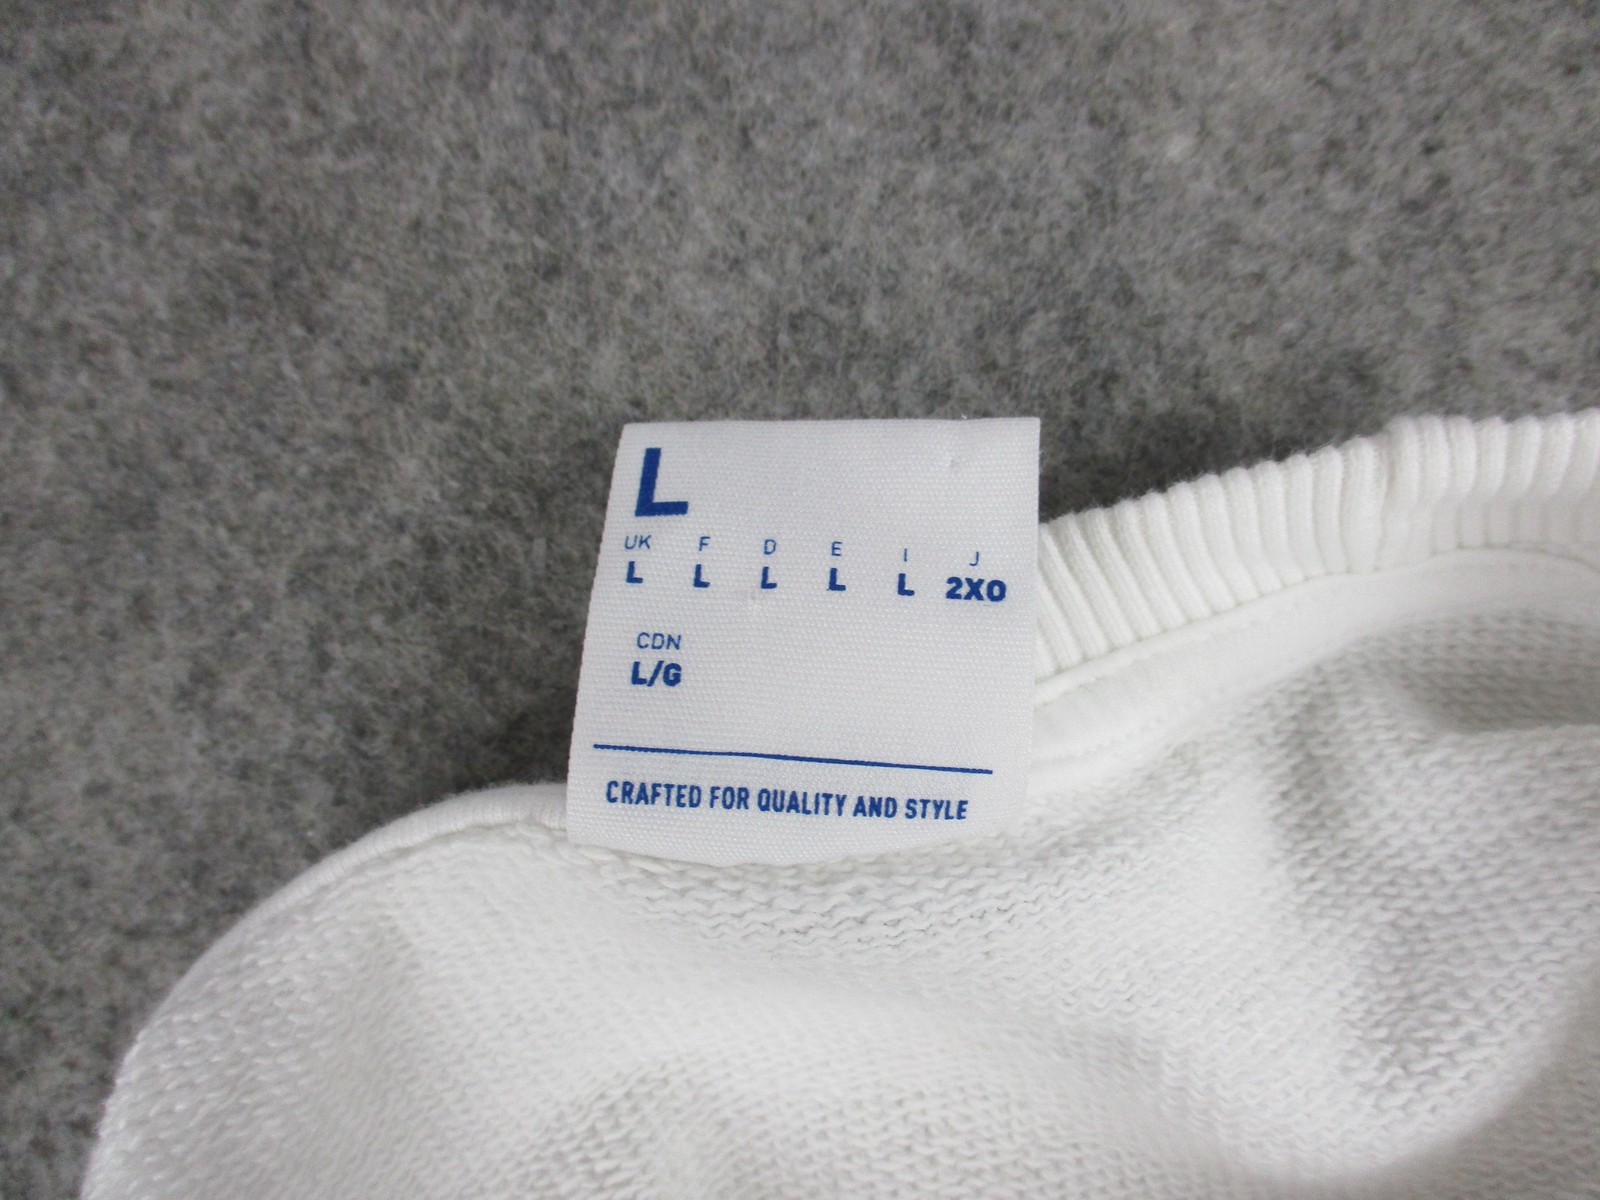 L
UK F D E I J
L L L L L 2XO
CDN
L/G
CRAFTED FOR QUALITY AND STYLE